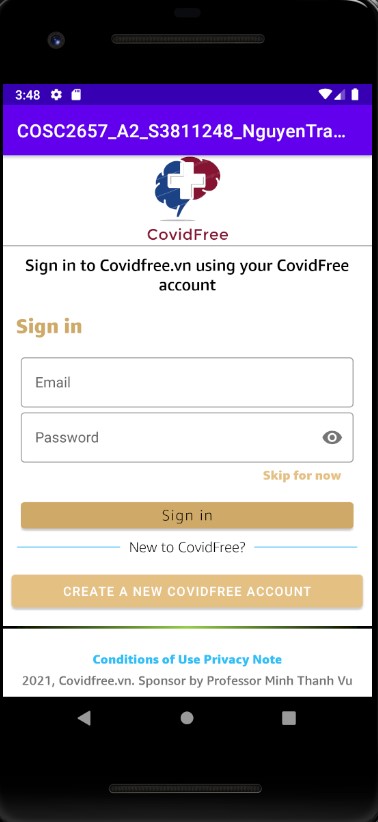 3:48
COSC2657_A2_S3811248_NguyenTra...
CovidFree
Sign in to Covidfree.vn using your CovidFree
account
Sign in
Email
Password
Skip for now
Sign in
New to CovidFree?
CREATE A NEW COVIDFREE ACCOUNT
Conditions of Use Privacy Note
2021, Covidfree.vn. Sponsor by Professor Minh Thanh Vu